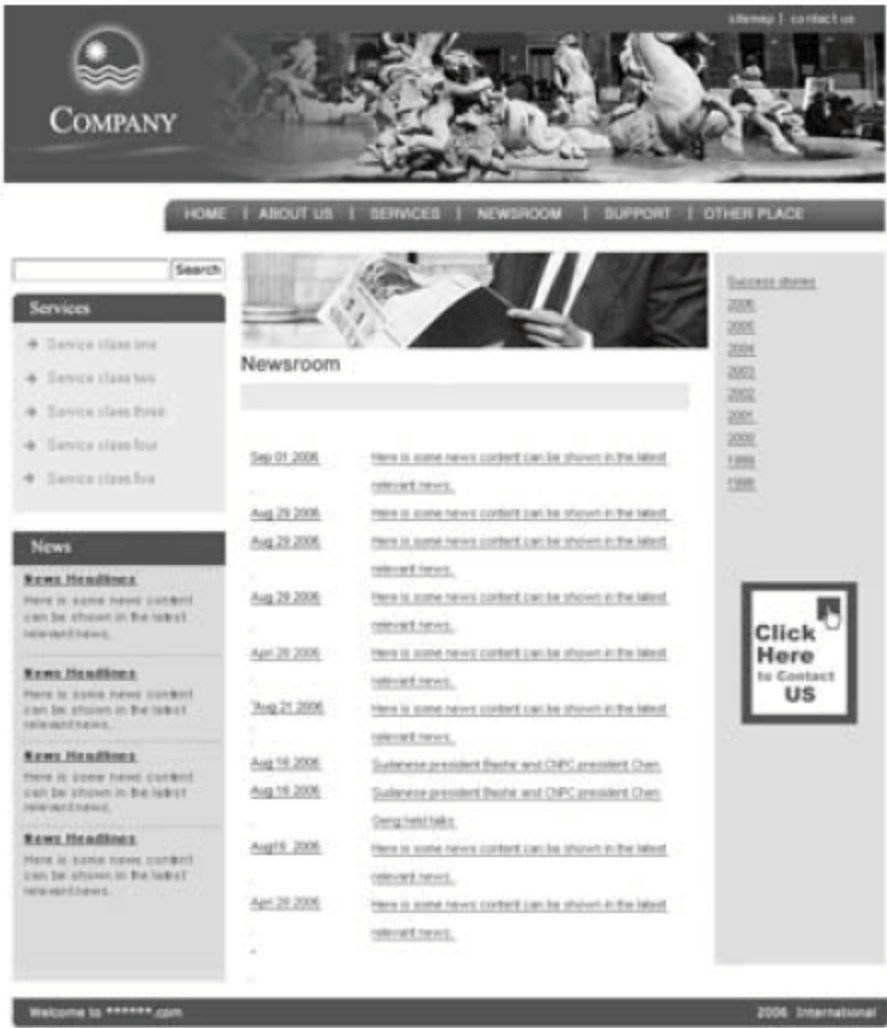 sitemap | contact us
COMPANY
HOME | ABOUT US | SERVICES | NEWSROOM | SUPPORT | OTHER PLACE
Search
Services
Service class one
Service class two
Service class three
Service class four
Service class five
News
News Headlines
Here is some news content
can be shown in the latest
relevant news.
News Headlines
Here is some news content
can be shown in the latest
relevant news.
News Headlines
Here is some news content
can be shown in the latest
relevant news.
News Headlines
Here is some news content
can be shown in the latest
relevant news.
Newsroom
Sep 01 2006 Here is some news content can be shown in the latest
relevant news.
Aug 29 2006 Here is some news content can be shown in the latest
Aug 29 2006 Here is some news content can be shown in the latest
relevant news.
Aug 29 2006 Here is some news content can be shown in the latest
relevant news.
Apri 20 2006 Here is some news content can be shown in the latest
relevant news.
"Aug 21 2006 Here is some news content can be shown in the latest
relevant news.
Aug 16 2006 Sudanese president Bashir and CNPC president Chen
Aug 16 2006 Sudanese president Bashir and CNPC president Chen
Geng held talks
Aug16 2006 Here is some news content can be shown in the latest
relevant news.
Apri 20 2006 Here is some news content can be shown in the latest
relevant news.
Success stories
2006
2005
2004
2003
2002
2001
2000
1999
1998
Click
Here
to Contact
US
Welcome to ******.com
2006 International